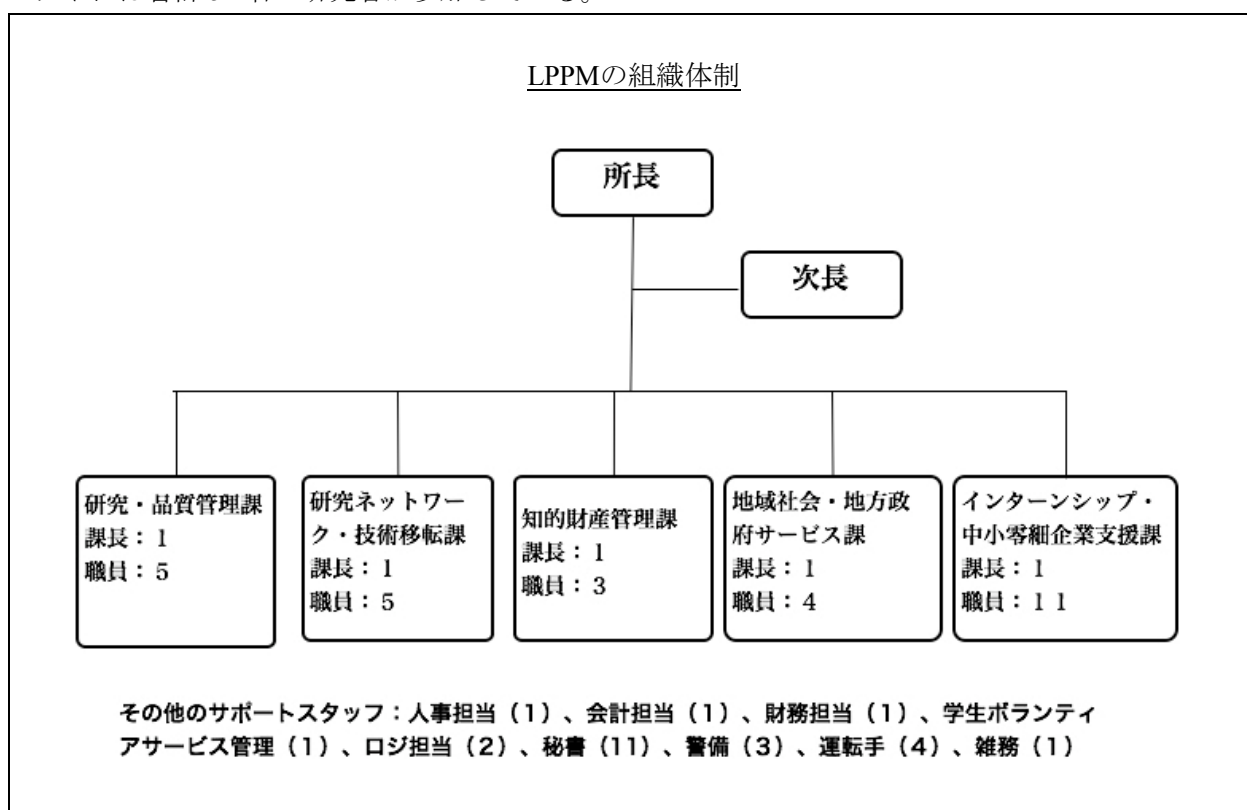 LPPMの組織体制
所長
次長
研究・品質管理課
課長：１
職員：５
研究ネットワー
ク・技術移転課
課長：１
職員：５
知的財産管理課
課長：１
職員：３
地域社会・地方政
府サービス課
課長：１
職員：４
インターンシップ・
中小零細企業支援課
課長：１
職員：１１
その他のサポートスタッフ：人事担当（1）、会計担当（1）、財務担当（1）、学生ボランティ
アサービス管理（1）、ロジ担当（2）、秘書（11）、警備（3）、運転手（4）、雑務（1）